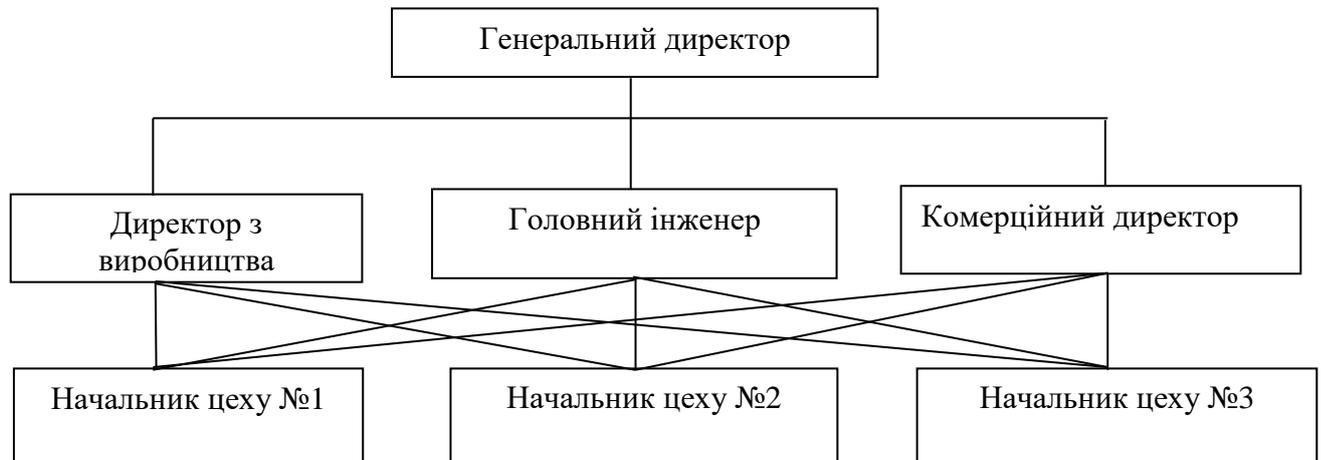 Генеральний директор
Директор з
виробництва
Головний інженер
Комерційний директор
Начальник цеху №1
Начальник цеху №2
Начальник цеху №3